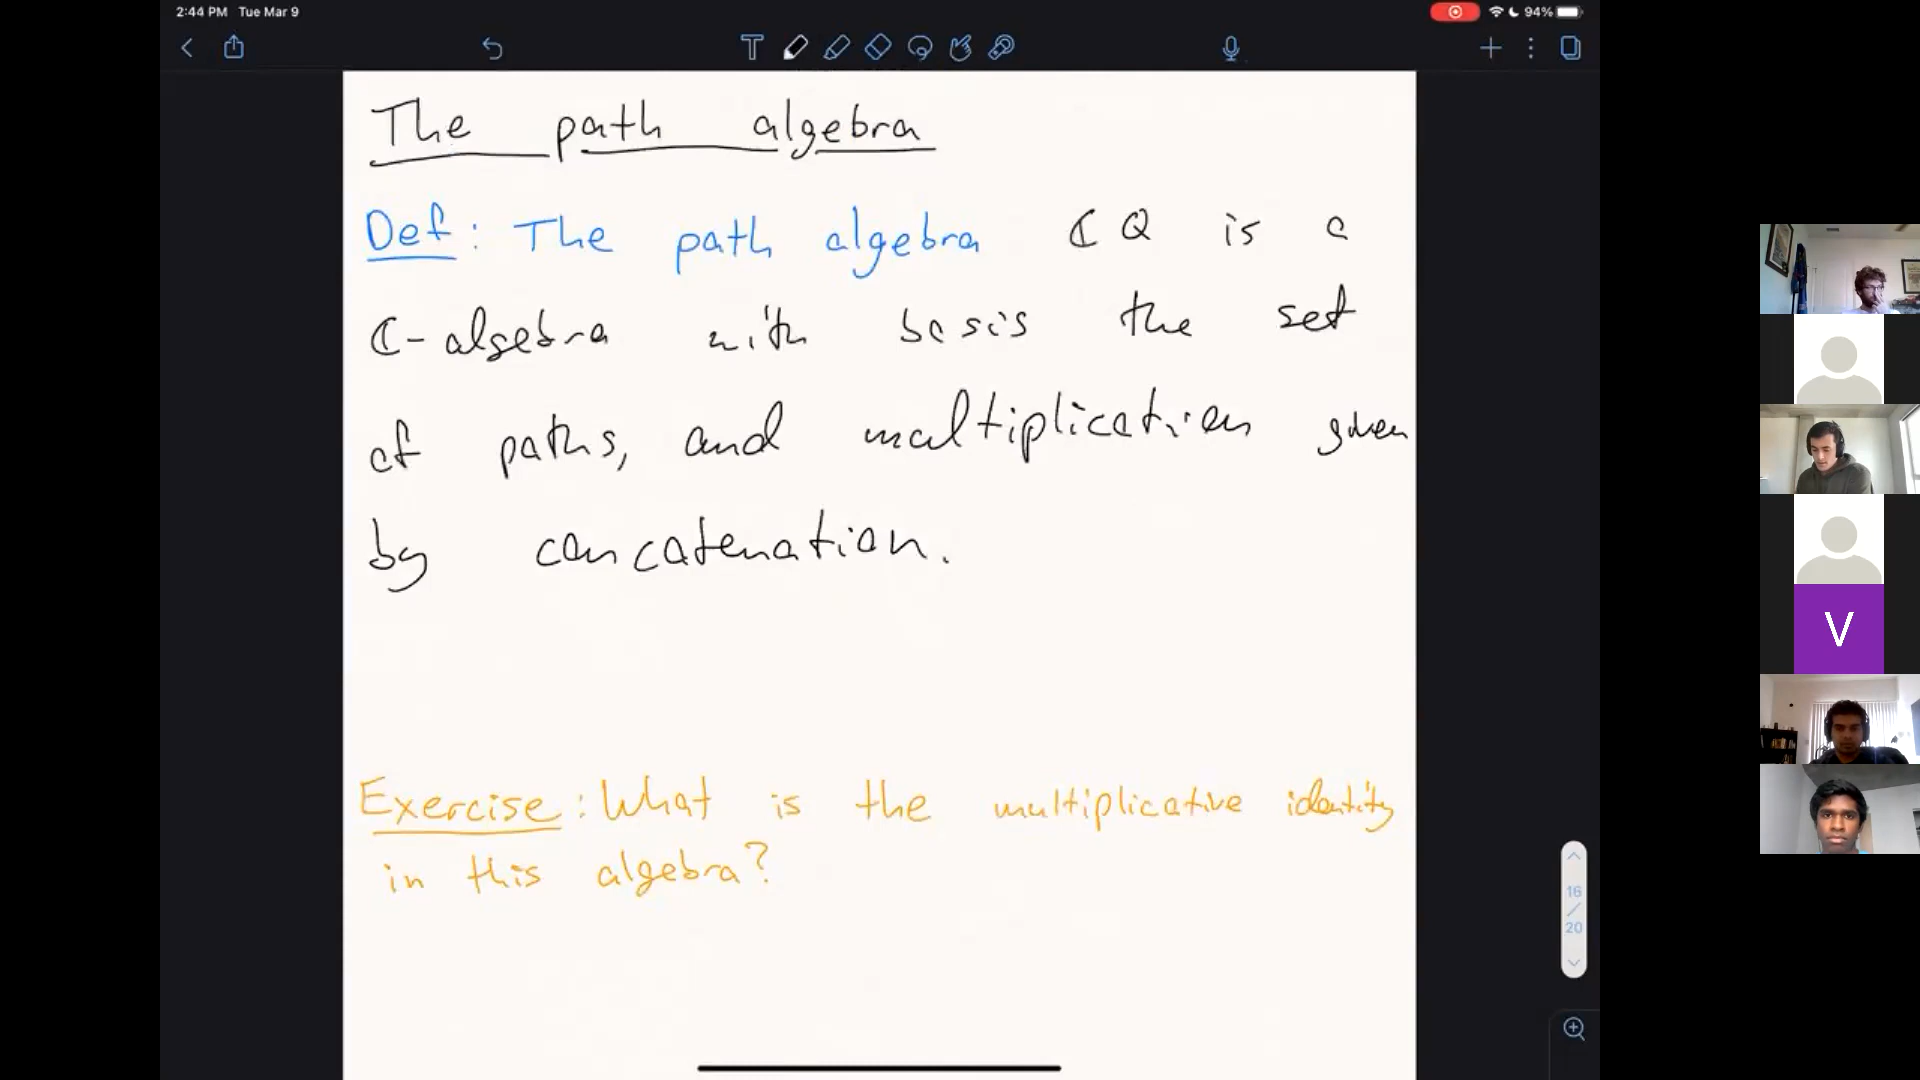 2:44 PM Tue Mar 9
94%
The path algebra
Def: The path algebra ℂQ is a
ℂ-algebra with basis the set
of paths, and multiplication given
by concatenation.
Exercise: What is the multiplicative identity
in this algebra?
16
/
20
V